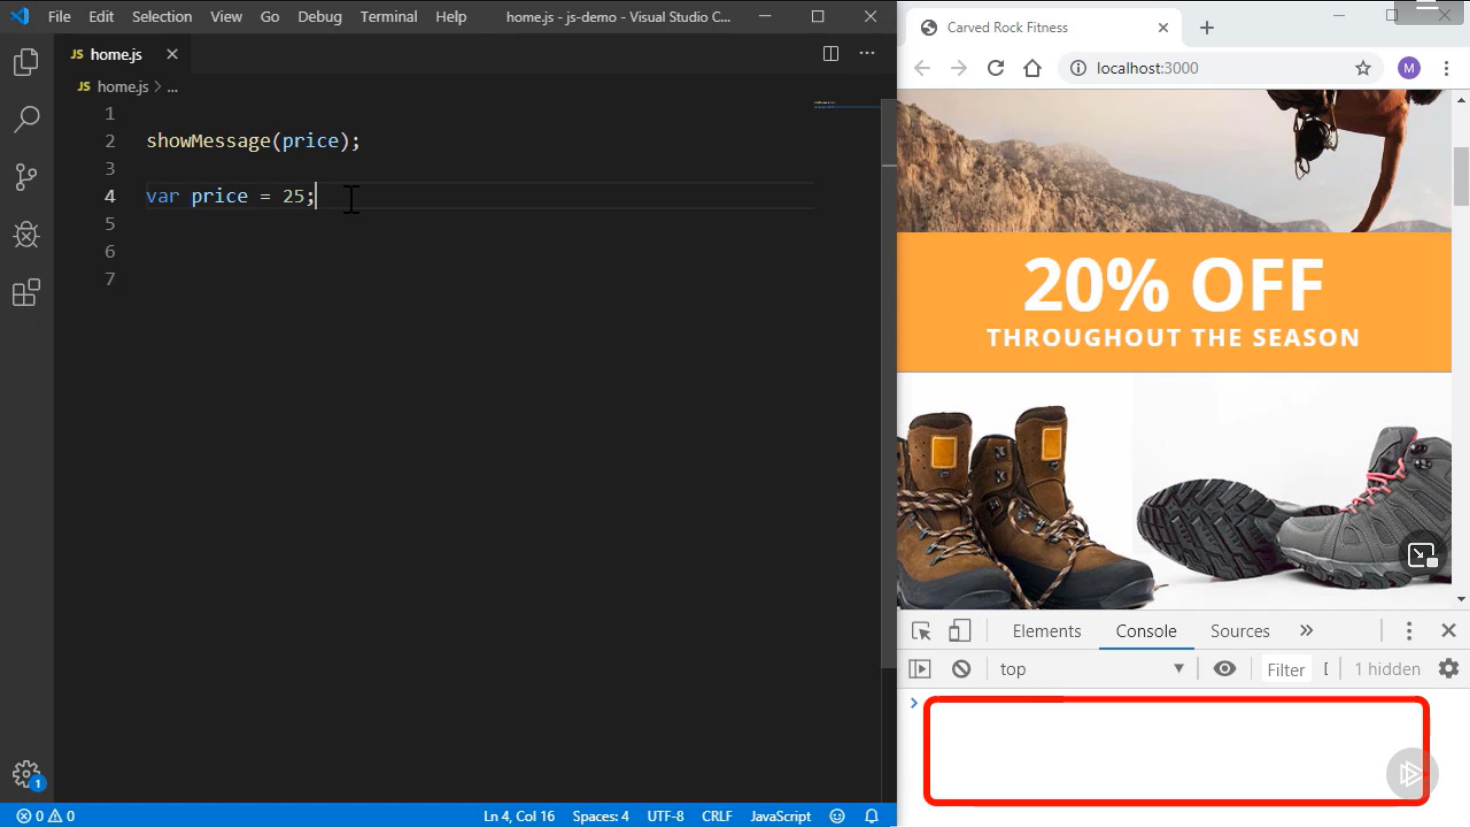 File Edit Selection View Go Debug Terminal Help home.js - js-demo - Visual Studio C...
JS home.js
JS home.js > ...
1
2 showMessage(price);
3
4 var price = 25;
5
6
7
1
0 0
Ln 4, Col 16 Spaces: 4 UTF-8 CRLF JavaScript
Carved Rock Fitness
localhost:3000
M
20% OFF
THROUGHOUT THE SEASON
Elements Console Sources
top Filter 1 hidden